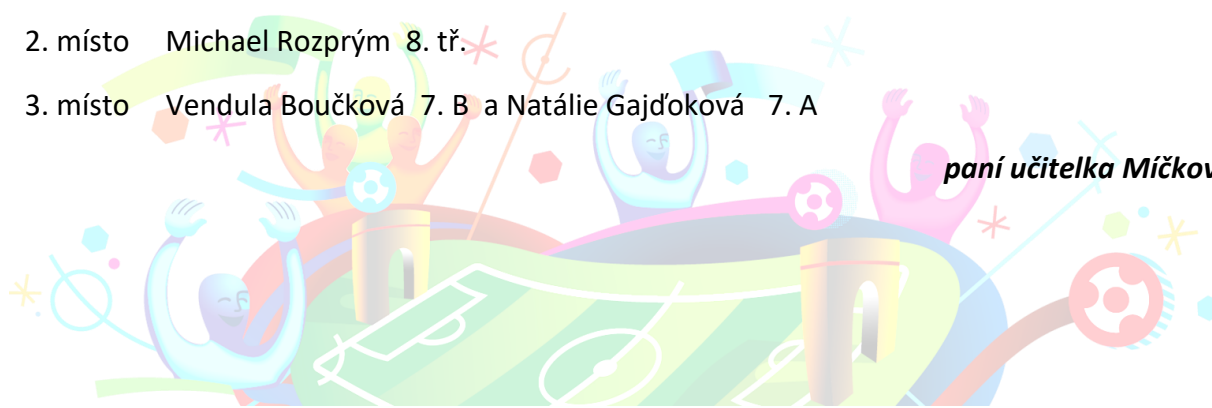 2. místo Michael Rozprým 8. tř.
3. místo Vendula Boučková 7. B a Natálie Gajďoková 7. A
paní učitelka Míčkov